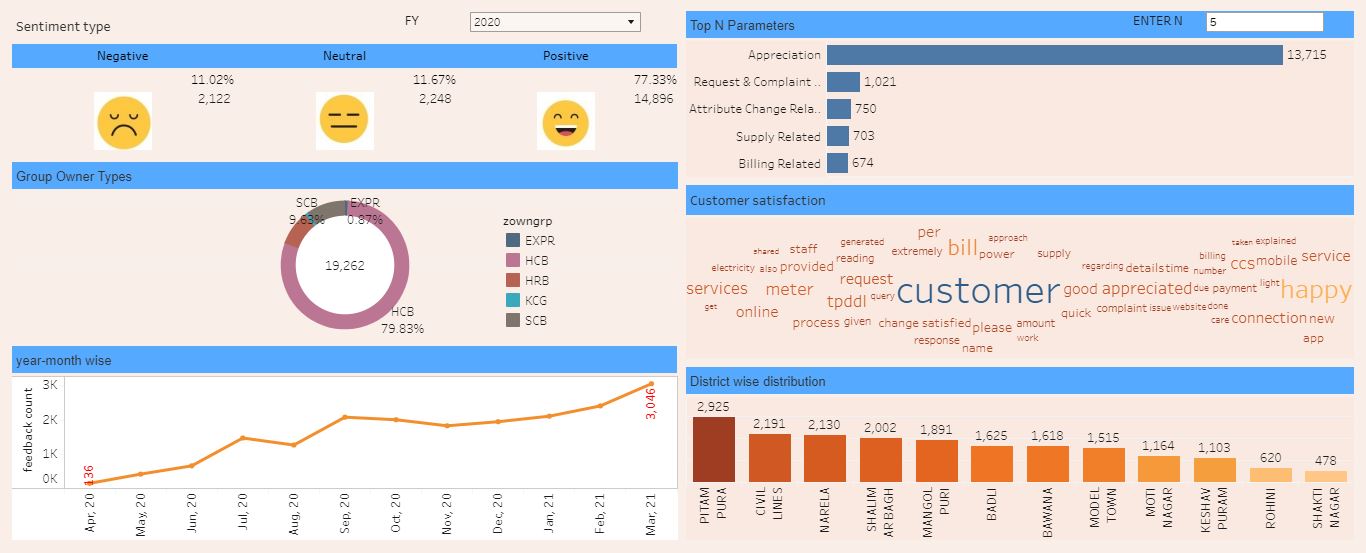 Sentiment type
FY 2020
Negative Neutral Positive
11.02% 11.67% 77.33%
2,122 2,248 14,896
Group Owner Types
SCB EXPR
9.63% 0.87%
19,262
HCB
79.83%
zowngrp
EXPR
HCB
HRB
KCG
SCB
year-month wise
feedback count
3K
2K
1K
0K
136
3,046
Apr, 20 May, 20 Jun, 20 Jul, 20 Aug, 20 Sep, 20 Oct, 20 Nov, 20 Dec, 20 Jan, 21 Feb, 21 Mar, 21
Top N Parameters ENTER N 5
Appreciation 13,715
Request & Complaint .. 1,021
Attribute Change Rela.. 750
Supply Related 703
Billing Related 674
Customer satisfaction
per
generated approach taken explained
shared staff extremely bill power supply billing service
reading
electricity also provided regarding details time number ccs mobile
request
services meter query customer good appreciated due payment light happy
tpddl
get online quick complaint issue website done
process given change satisfied please amount care connection new
response work app
name
District wise distribution
2,925 2,191 2,130 2,002 1,891 1,625 1,618 1,515 1,164 1,103 620 478
PITAM PURA
CIVIL LINES
NARELA
SHALIMAR BAGH
MANGOL PURI
BADLI
BAWANA
MODEL TOWN
MOTI NAGAR
KESHAV PURAM
ROHINI
SHAKTI NAGAR